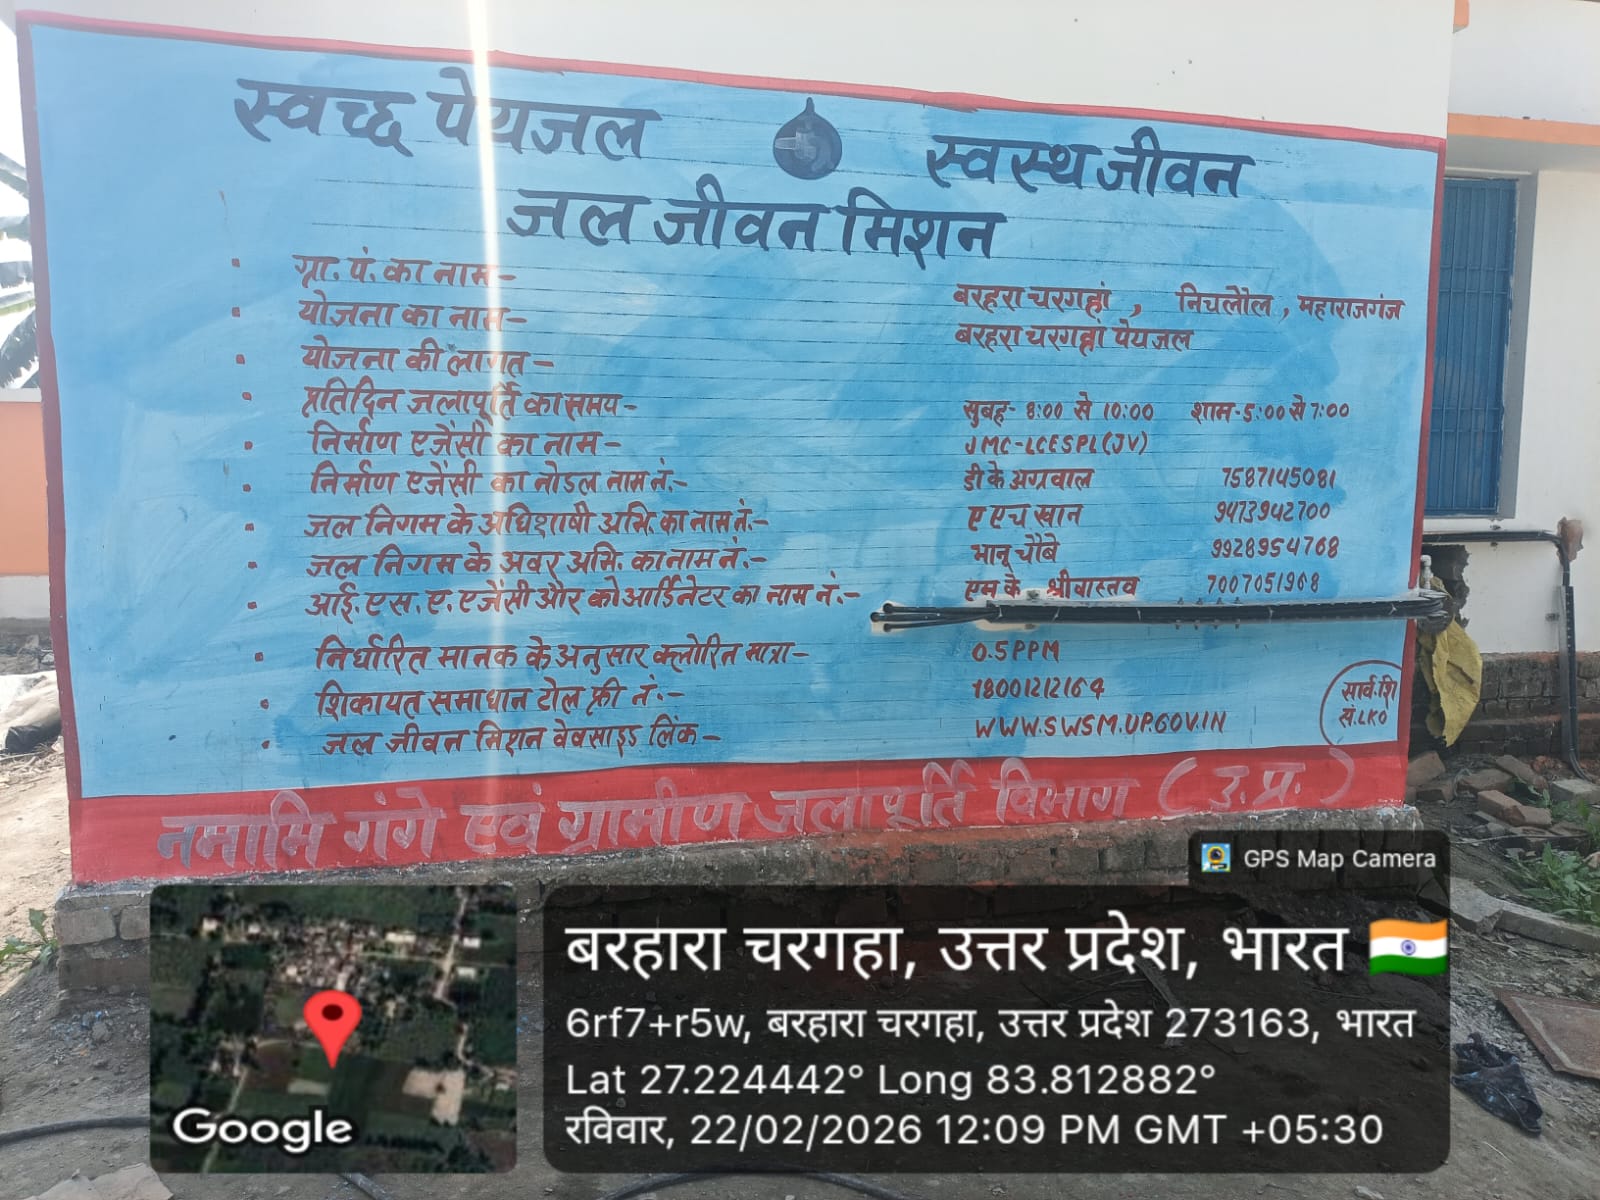 स्वच्छ पेयजल स्वस्थ जीवन
जल जीवन मिशन
ग्रा. पं. का नाम- बरहरा चरगहां , निचलौल , महाराजगंज
योजना का नाम- बरहरा चरगहां पेयजल
योजना की लागत-
प्रतिदिन जलापूर्ति का समय- सुबह- 8:00 से 10:00 शाम-5:00 से 7:00
निर्माण एजेंसी का नाम- JMC-LCESPL(JV)
निर्माण एजेंसी का नोडल नाम नं.- डी के अग्रवाल 7587145081
जल निगम के अधिशाषी अभि. का नाम नं.- ए एच खान 9473942700
जल निगम के अवर अभि. का नाम नं.- भानू चौबे 9928954768
आई. एस. ए. एजेंसी और कोआर्डिनेटर का नाम नं.- एम के श्रीवास्तव 7007051968
निर्धारित मानक के अनुसार क्लोरित मात्रा- 0.5PPM
शिकायत समाधान टोल फ्री नं.- 18001212164
जल जीवन मिशन वेबसाइड लिंक- WWW.SWSM.UP.GOV.IN
सार्व.शि
सं.LKO
नमामि गंगे एवं ग्रामीण जलापूर्ति विभाग (उ.प्र.)
GPS Map Camera
बरहारा चरगहा, उत्तर प्रदेश, भारत
6rf7+r5w, बरहारा चरगहा, उत्तर प्रदेश 273163, भारत
Lat 27.224442° Long 83.812882°
रविवार, 22/02/2026 12:09 PM GMT +05:30
Google